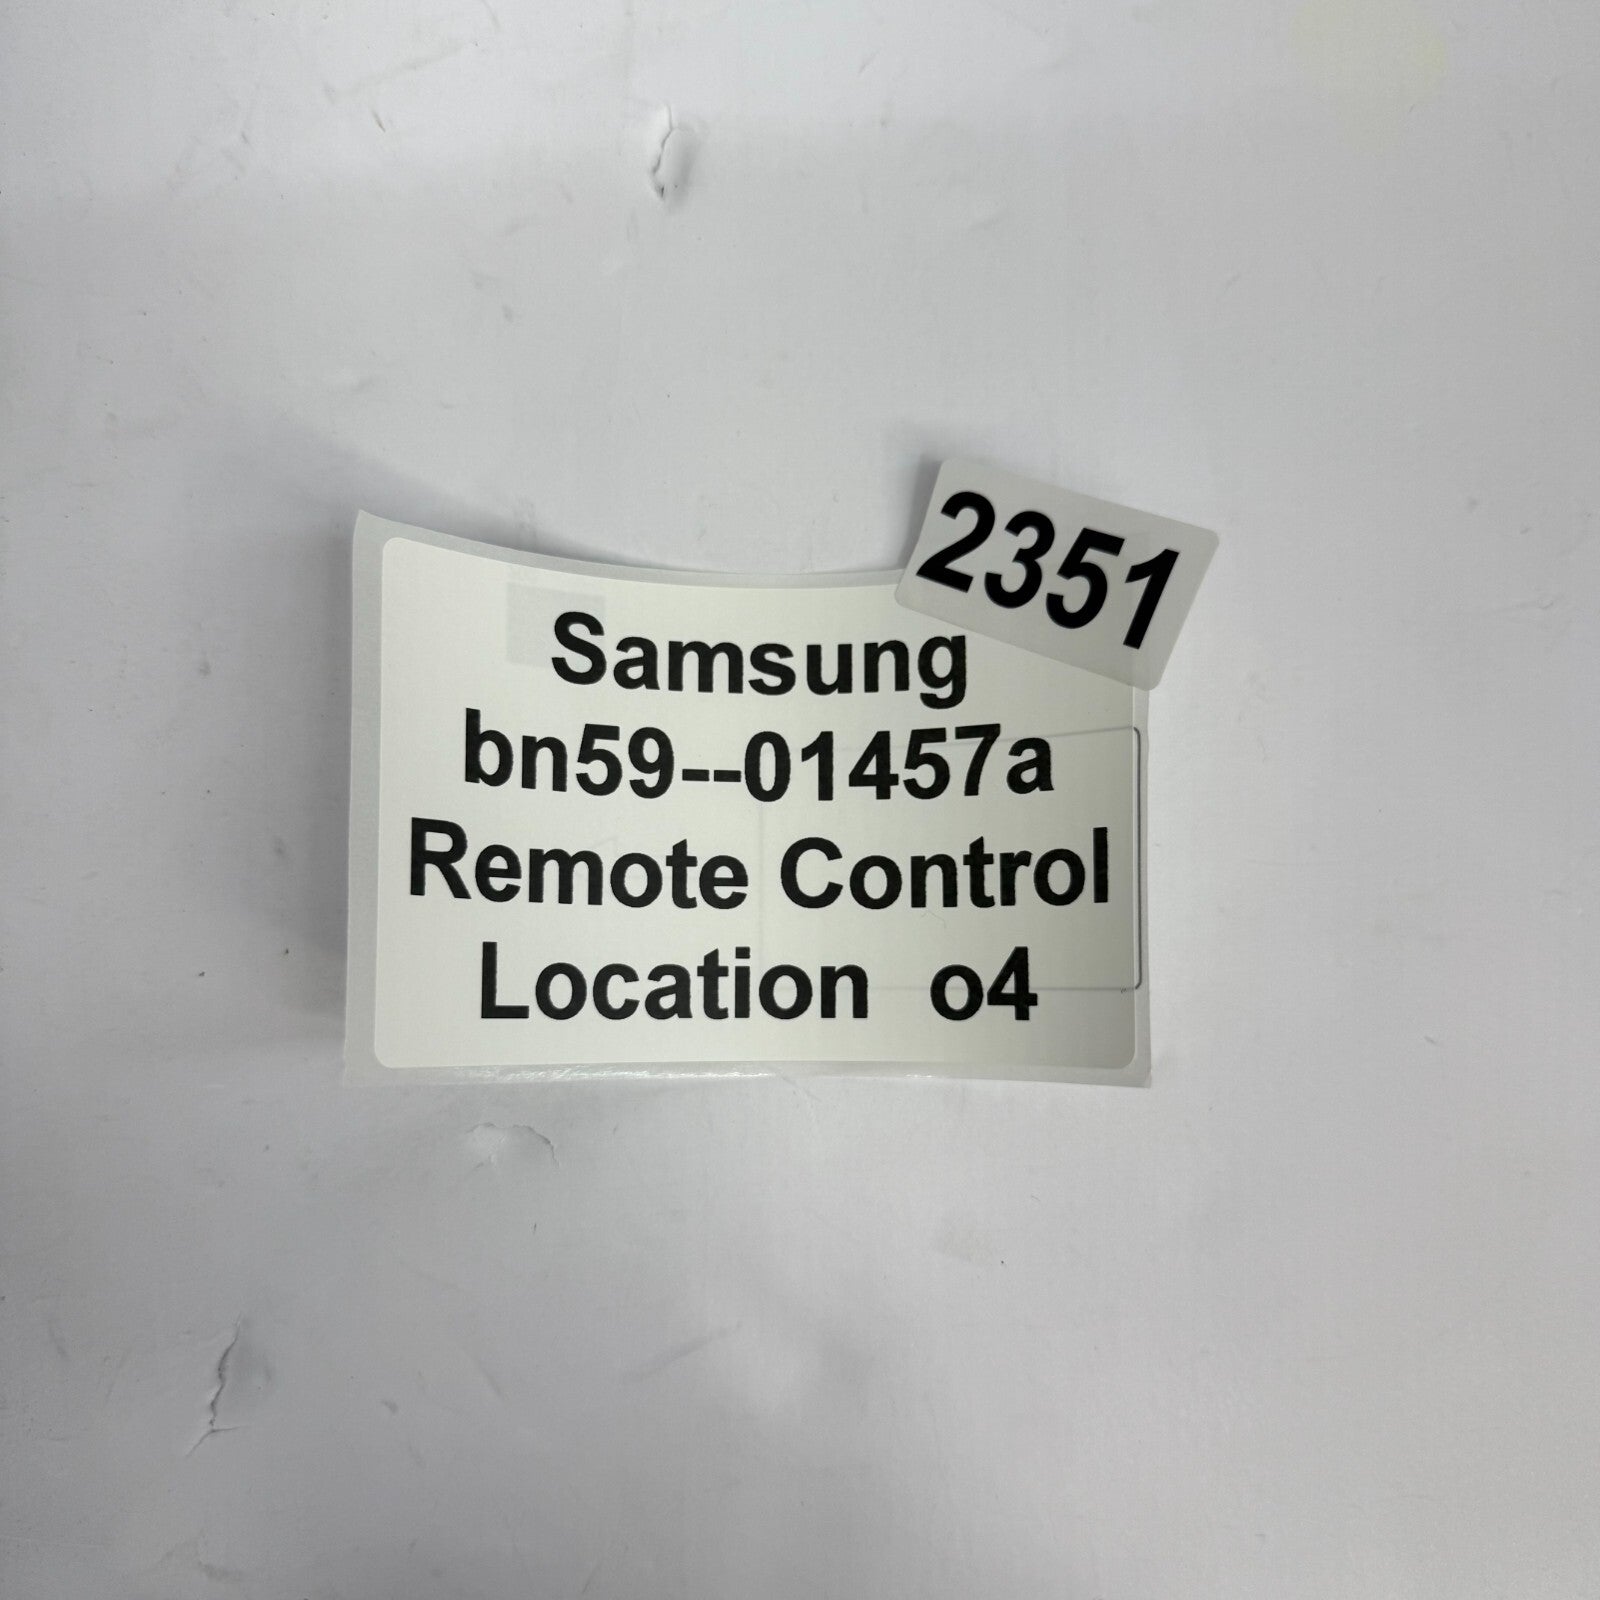 2351
Samsung
bn59--01457a
Remote Control
Location o4